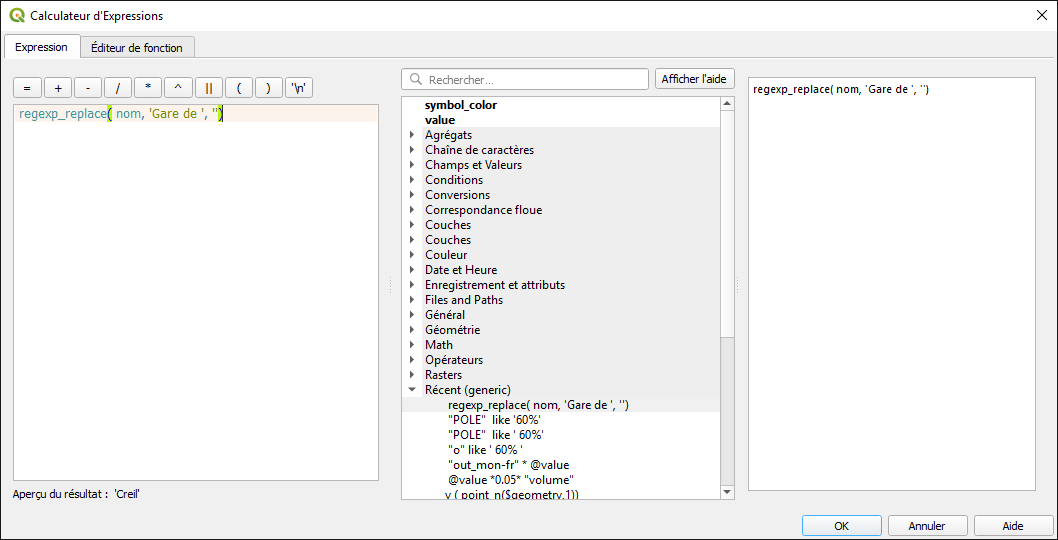 Calculateur d'Expressions
Expression
Éditeur de fonction
= + - / * ^ || ( ) '\n'
regexp_replace( nom, 'Gare de ', '')
Aperçu du résultat : 'Creil'
Rechercher...
Afficher l'aide
symbol_color
value
Agrégats
Chaîne de caractères
Champs et Valeurs
Conditions
Conversions
Correspondance floue
Couches
Couches
Couleur
Date et Heure
Enregistrement et attributs
Files and Paths
Général
Géométrie
Math
Opérateurs
Rasters
Récent (generic)
regexp_replace( nom, 'Gare de ', '')
"POLE"  like '60%'
"POLE"  like ' 60%'
"o" like ' 60% '
"out_mon-fr" * @value
@value *0.05* "volume"
y ( point_n($geometry,1))
regexp_replace( nom, 'Gare de ', '')
OK
Annuler
Aide